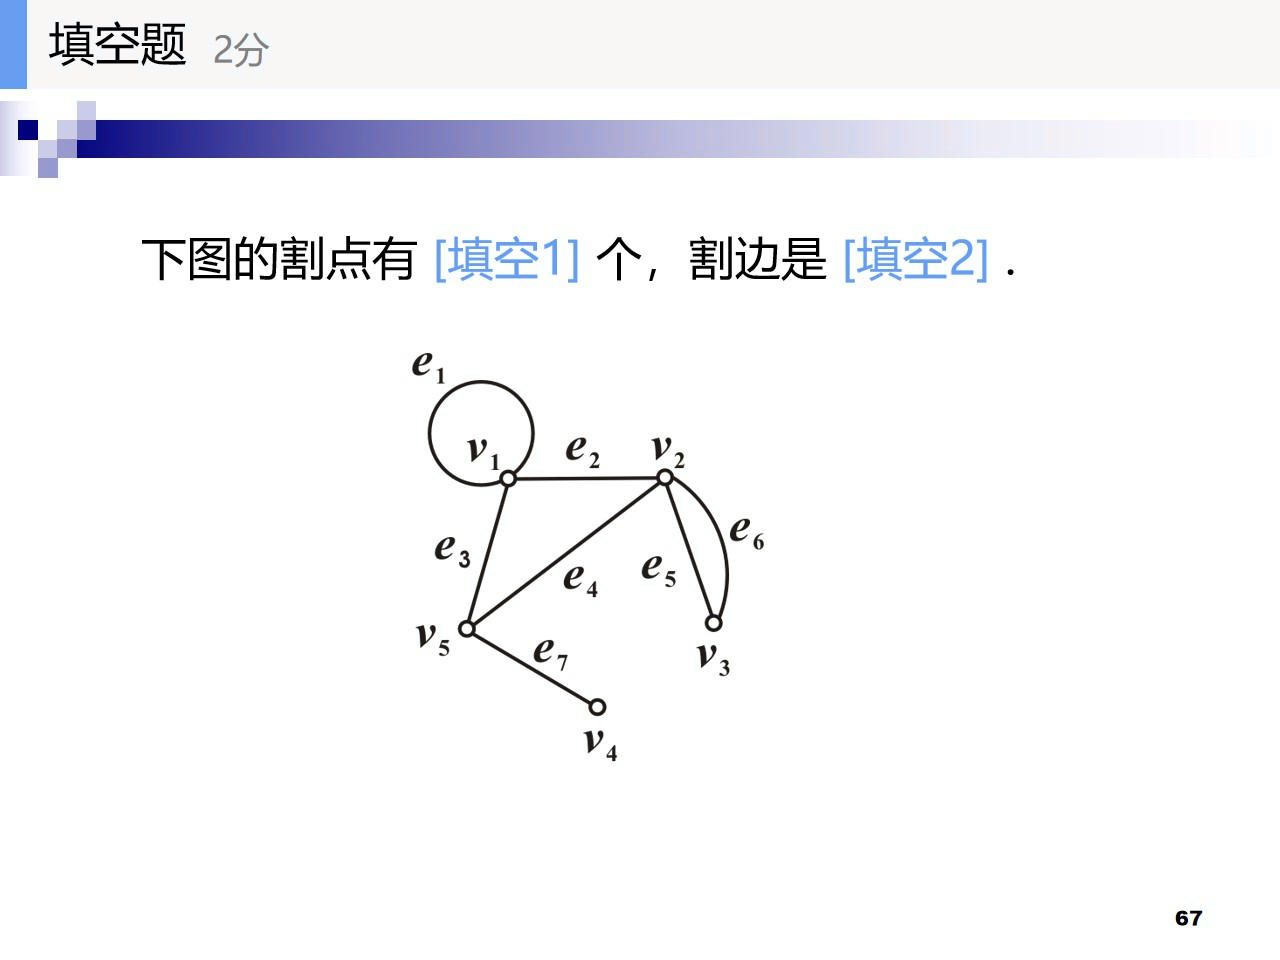 填空题 2分
下图的割点有 [填空1] 个，割边是 [填空2] .
e1
v1 e2 v2
e3 e4 e5 e6
v5 e7 v3
v4
67